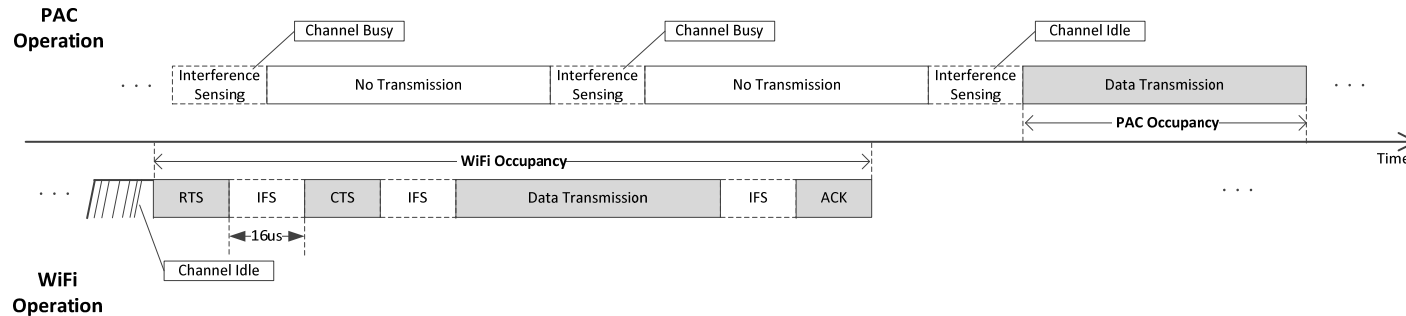 PAC
Operation
Channel Busy
Channel Busy
Channel Idle
. . .
Interference
Sensing
No Transmission
Interference
Sensing
No Transmission
Interference
Sensing
Data Transmission
. . .
PAC Occupancy
Time
WiFi Occupancy
. . .
RTS
IFS
CTS
IFS
Data Transmission
IFS
ACK
. . .
16us
Channel Idle
WiFi
Operation